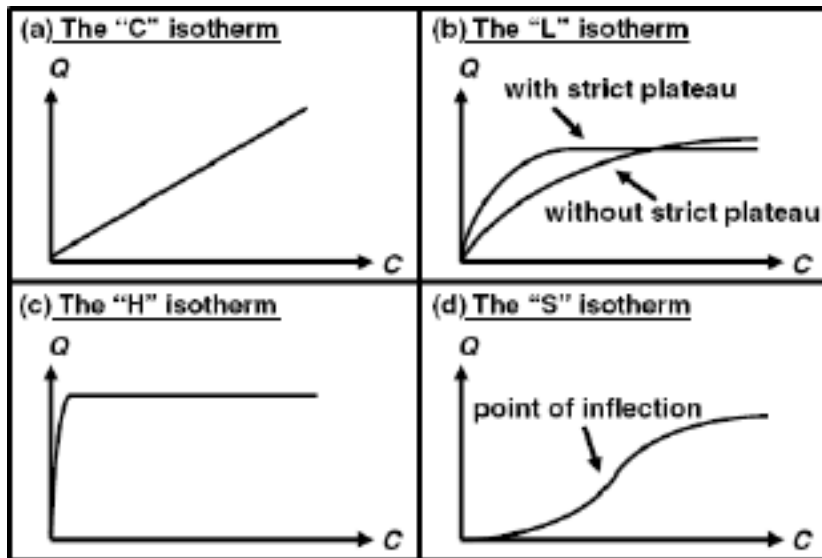 (a) The “C” isotherm
Q
C
(b) The “L” isotherm
Q
with strict plateau
without strict plateau
C
(c) The “H” isotherm
Q
C
(d) The “S” isotherm
Q
point of inflection
C